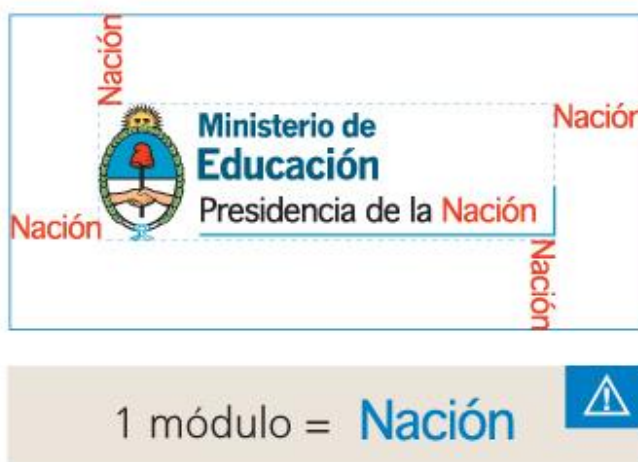 Nación
Nación
Ministerio de
Educación
Presidencia de la Nación
Nación
Nación
1 módulo = Nación